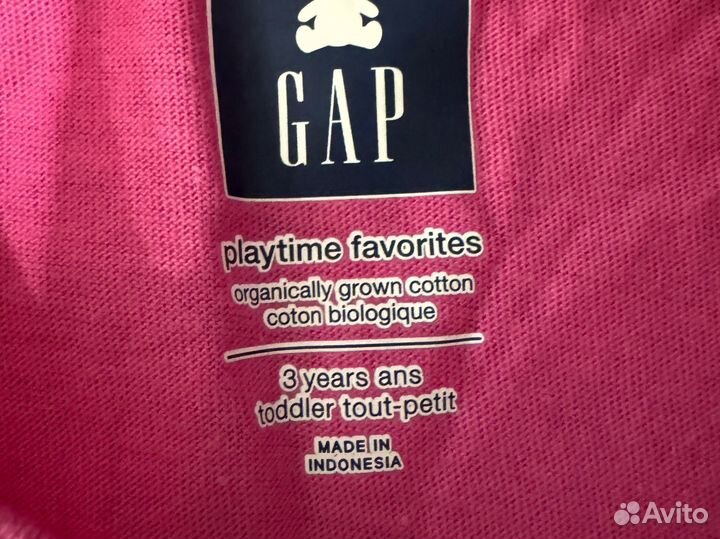 GAP
playtime favorites
organically grown cotton
coton biologique
3 years ans
toddler tout-petit
MADE IN
INDONESIA
Avito